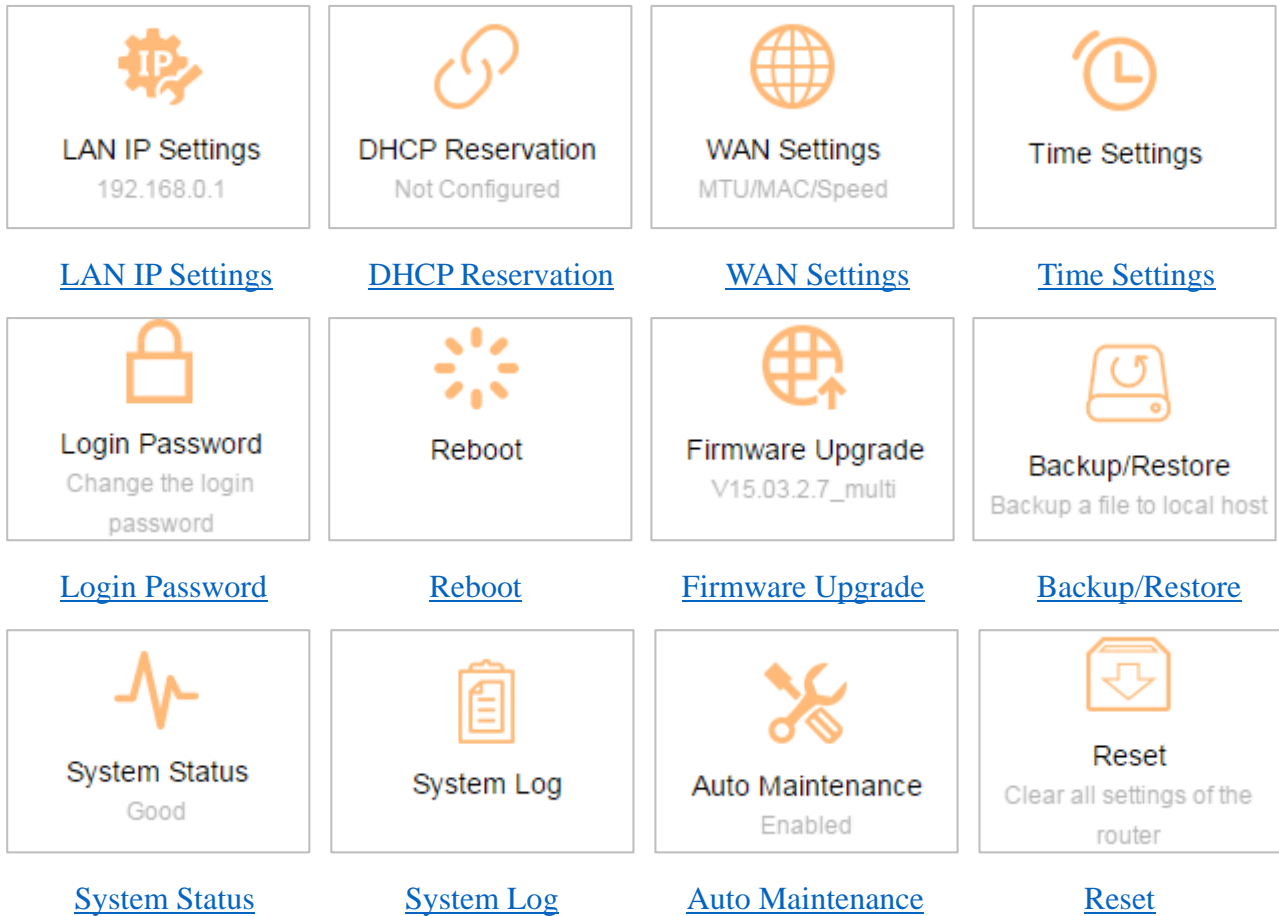 IP
LAN IP Settings
192.168.0.1
DHCP Reservation
Not Configured
WAN Settings
MTU/MAC/Speed
Time Settings
LAN IP Settings
DHCP Reservation
WAN Settings
Time Settings
Login Password
Change the login
password
Reboot
Firmware Upgrade
V15.03.2.7_multi
Backup/Restore
Backup a file to local host
Login Password
Reboot
Firmware Upgrade
Backup/Restore
System Status
Good
System Log
Auto Maintenance
Enabled
Reset
Clear all settings of the
router
System Status
System Log
Auto Maintenance
Reset